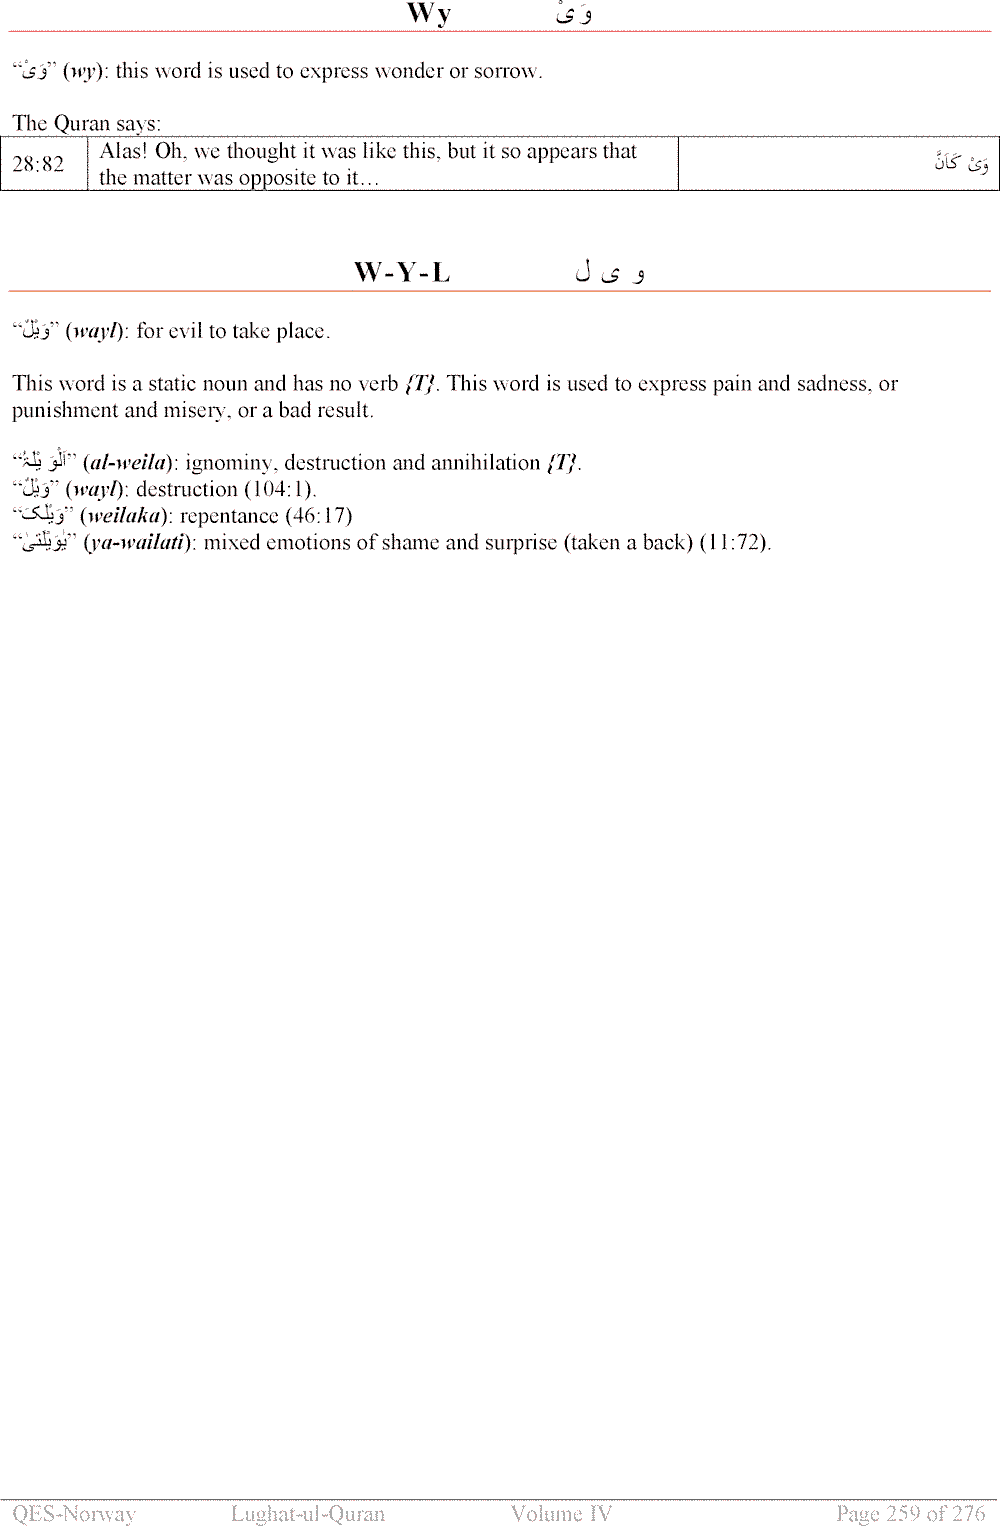 Wy وَىْ
“وَىْ” (wy): this word is used to express wonder or sorrow.
The Quran says:
28:82 Alas! Oh, we thought it was like this, but it so appears that وَىْ كَاَنَّ
the matter was opposite to it…
W-Y-L و ى ل
“وَيْلٌ” (wayl): for evil to take place.
This word is a static noun and has no verb {T}. This word is used to express pain and sadness, or
punishment and misery, or a bad result.
“اَلْوَ يْلَۃُ” (al-weila): ignominy, destruction and annihilation {T}.
“وَيْلٌ” (wayl): destruction (104:1).
“وَيْلَکَ” (weilaka): repentance (46:17)
“يٰوَيْلَتىٰ” (ya-wailati): mixed emotions of shame and surprise (taken a back) (11:72).
QES-Norway Lughat-ul-Quran Volume IV Page 259 of 276